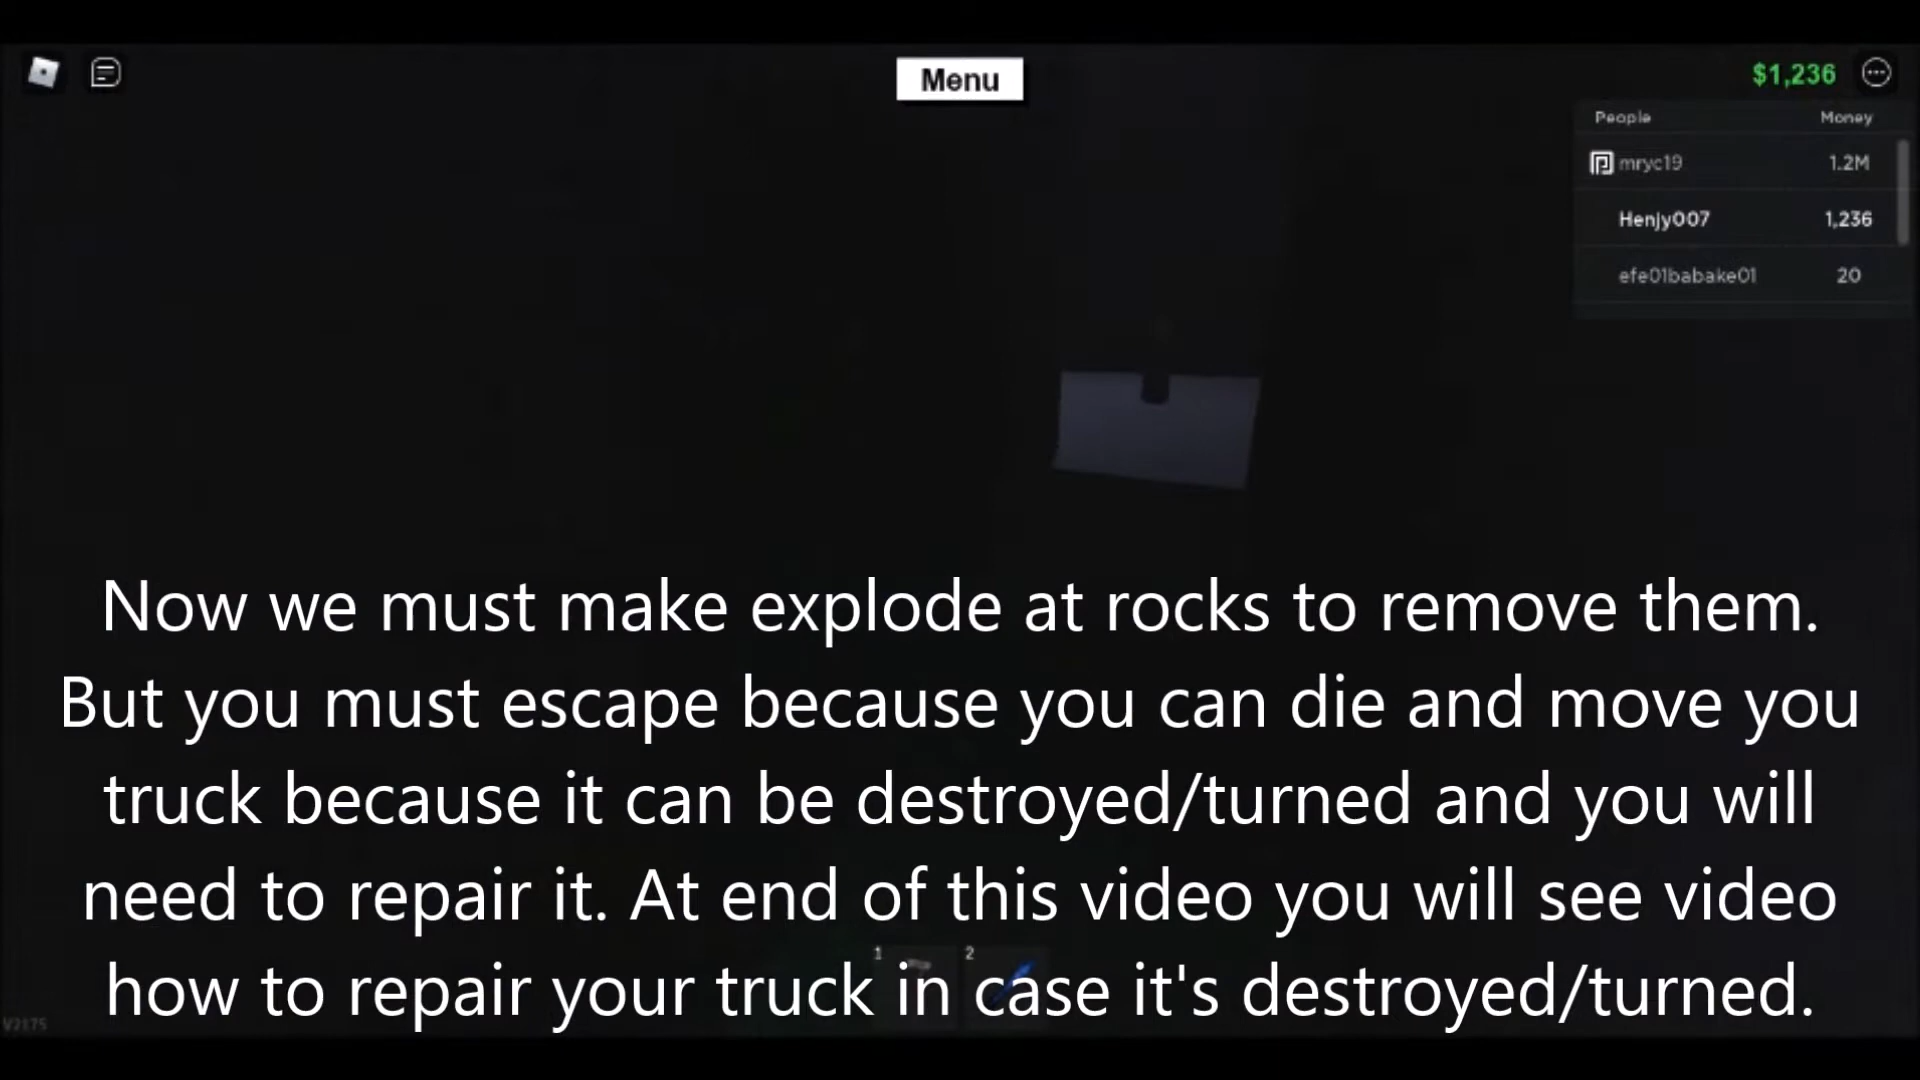 Menu
$1,236
People Money
mryc19 1.2M
Henjy007 1,236
efe01babake01 20
Now we must make explode at rocks to remove them.
But you must escape because you can die and move you
truck because it can be destroyed/turned and you will
need to repair it. At end of this video you will see video
1 2
how to repair your truck in case it's destroyed/turned.
V2175